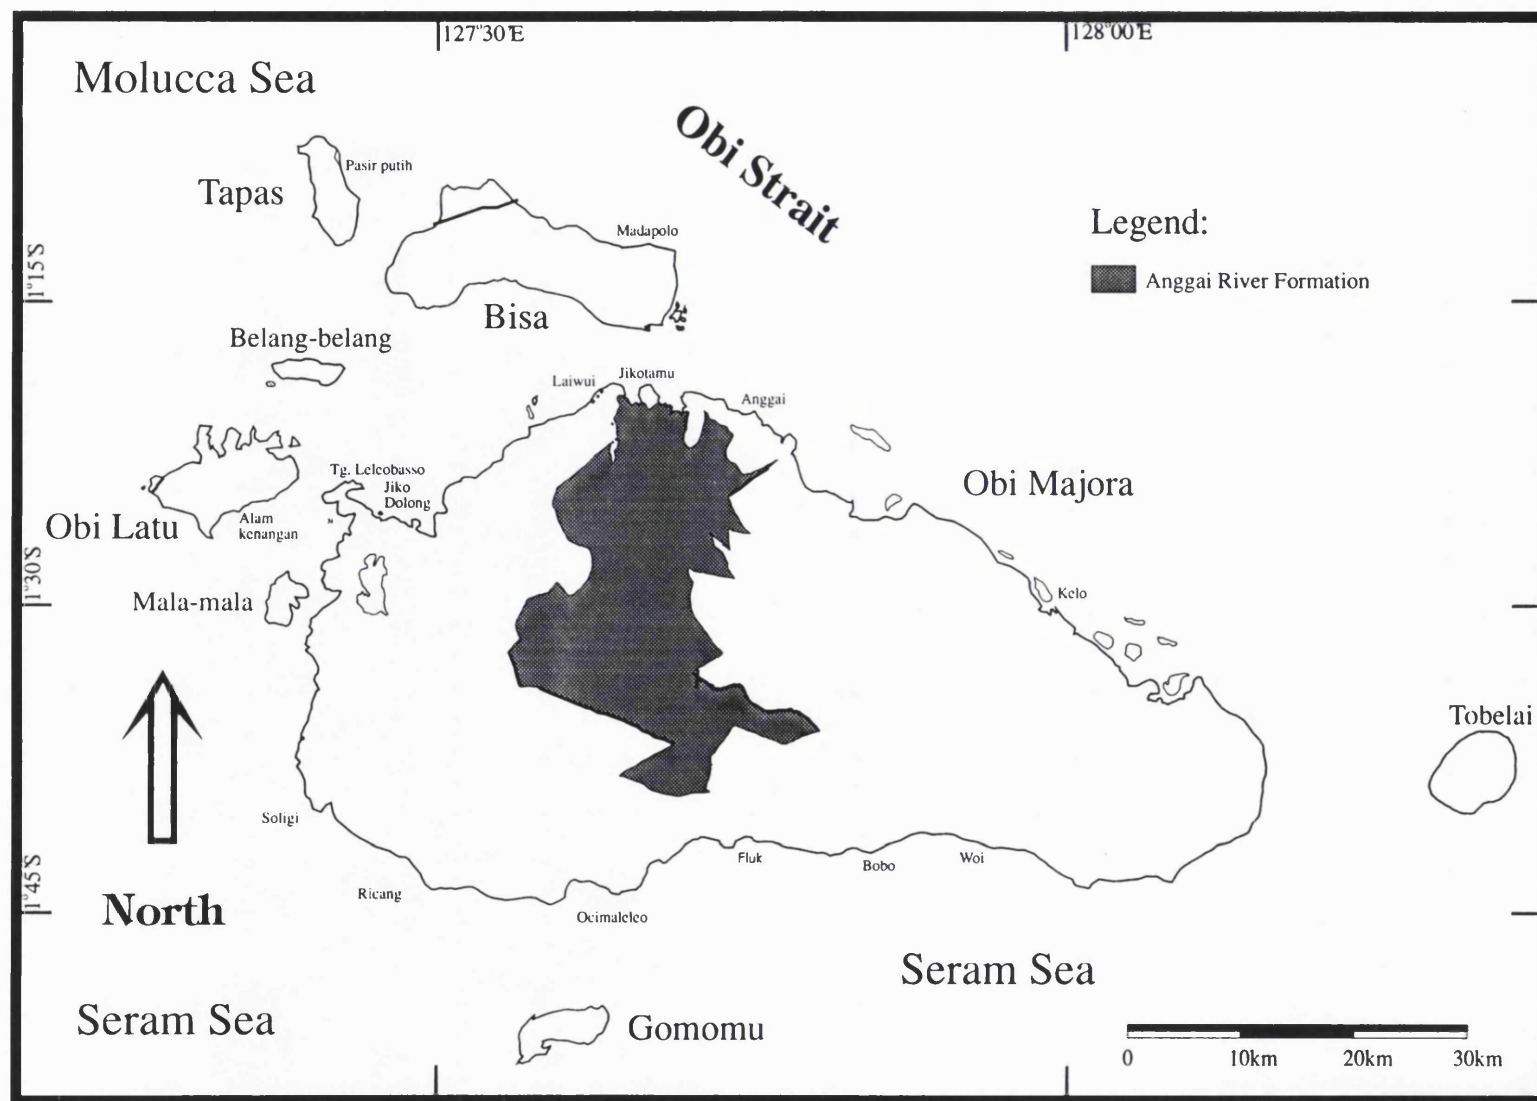 127°30'E
128°00'E
Molucca Sea
Obi Strait
Pasir putih
Tapas
Legend:
Madapolo
1°15'S
Anggai River Formation
Bisa
Belang-belang
Laiwui
Jikotamu
Anggai
Tg. Leleobasso
Jiko
Dolong
Obi Majora
Obi Latu
Alam
kenangan
1°30'S
Mala-mala
Kelo
Tobelai
Soligi
Fluk
Bobo
Woi
1°45'S
Ricang
North
Ocimaleleo
Seram Sea
Seram Sea
Gomomu
0
10km
20km
30km